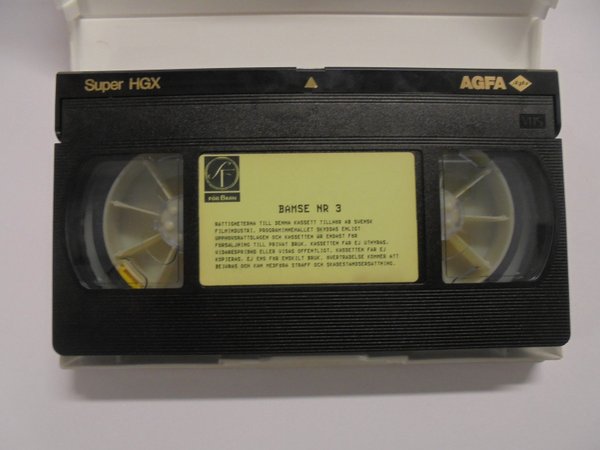 Super HGX
AGFA
VHS
SF
FÖR BARN
BAMSE NR 3
RÄTTIGHETERNA TILL DENNA KASSETT TILLHÖR AB SVENSK
FILMINDUSTRI. PROGRAMINNEHÅLLET SKYDDAS ENLIGT
UPPHOVSRÄTTSLAGEN OCH KASSETTEN ÄR ENDAST FÖR
FÖRSÄLJNING TILL PRIVAT BRUK. KASSETTEN FÅR EJ UTHYRAS,
VIDARESPRIDAS ELLER VISAS OFFENTLIGT. KASSETTEN FÅR EJ
KOPIERAS, EJ ENS FÖR ENSKILT BRUK. ÖVERTRÄDELSE KOMMER ATT
BEIVRAS OCH KAN MEDFÖRA STRAFF OCH SKADESTÅNDSERSÄTTNING.